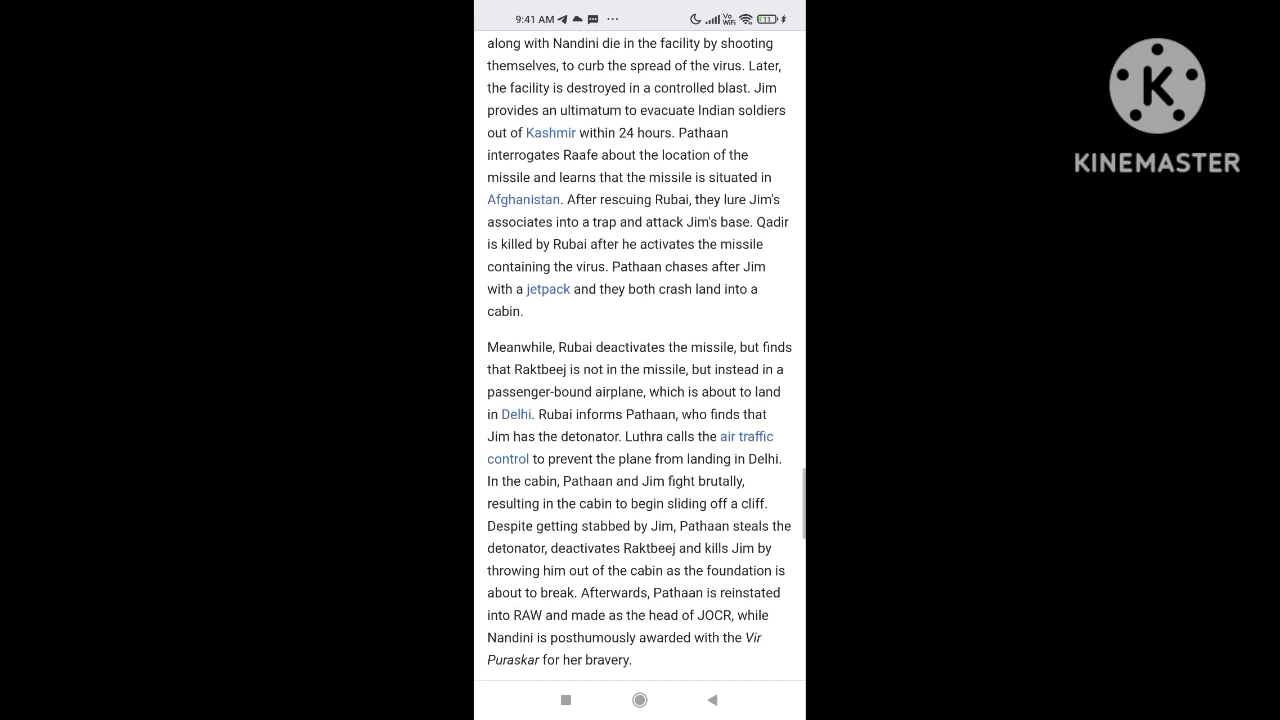 9:41 AM
Vo
WiFi
11
along with Nandini die in the facility by shooting
themselves, to curb the spread of the virus. Later,
the facility is destroyed in a controlled blast. Jim
provides an ultimatum to evacuate Indian soldiers
out of Kashmir within 24 hours. Pathaan
interrogates Raafe about the location of the
missile and learns that the missile is situated in
Afghanistan. After rescuing Rubai, they lure Jim's
associates into a trap and attack Jim's base. Qadir
is killed by Rubai after he activates the missile
containing the virus. Pathaan chases after Jim
with a jetpack and they both crash land into a
cabin.
Meanwhile, Rubai deactivates the missile, but finds
that Raktbeej is not in the missile, but instead in a
passenger-bound airplane, which is about to land
in Delhi. Rubai informs Pathaan, who finds that
Jim has the detonator. Luthra calls the air traffic
control to prevent the plane from landing in Delhi.
In the cabin, Pathaan and Jim fight brutally,
resulting in the cabin to begin sliding off a cliff.
Despite getting stabbed by Jim, Pathaan steals the
detonator, deactivates Raktbeej and kills Jim by
throwing him out of the cabin as the foundation is
about to break. Afterwards, Pathaan is reinstated
into RAW and made as the head of JOCR, while
Nandini is posthumously awarded with the Vir
Puraskar for her bravery.
K
KINEMASTER